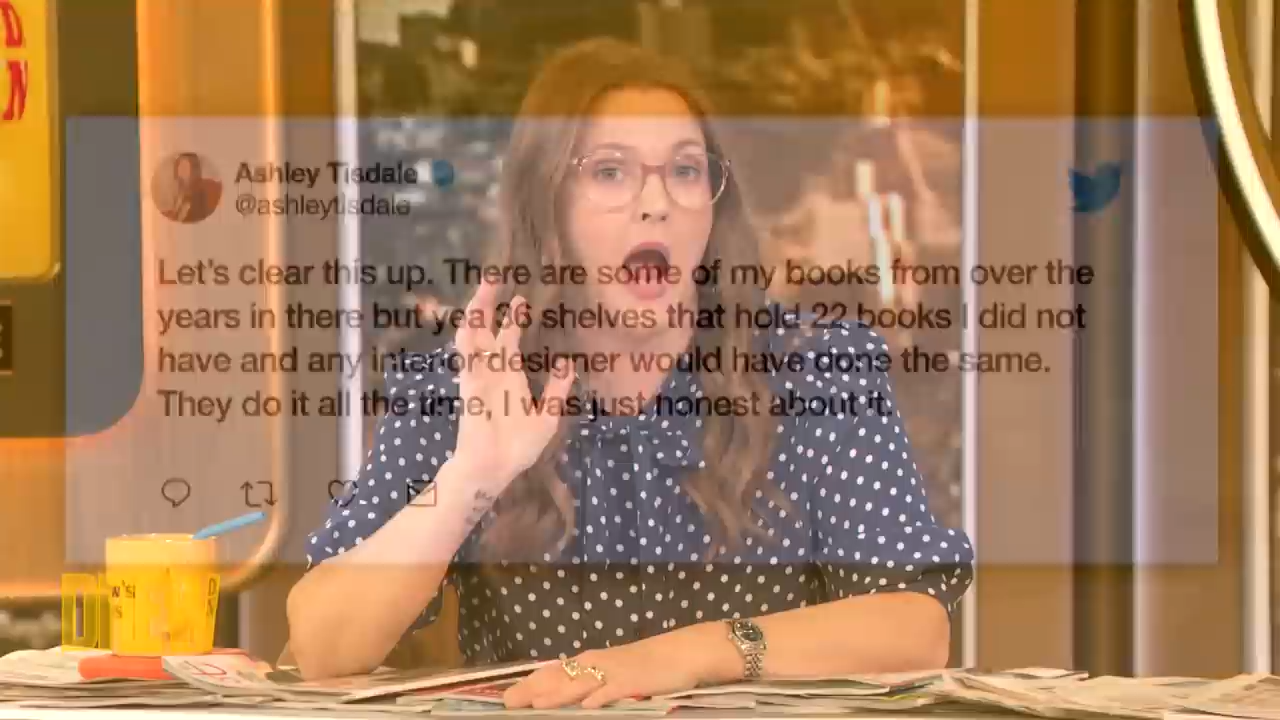 D
N
Ashley Tisdale
@ashleytisdale
Let's clear this up. There are some of my books from over the
years in there but yea 36 shelves that hold 22 books I did not
have and any interior designer would have done the same.
They do it all the time, I was just honest about it.
W'S
D